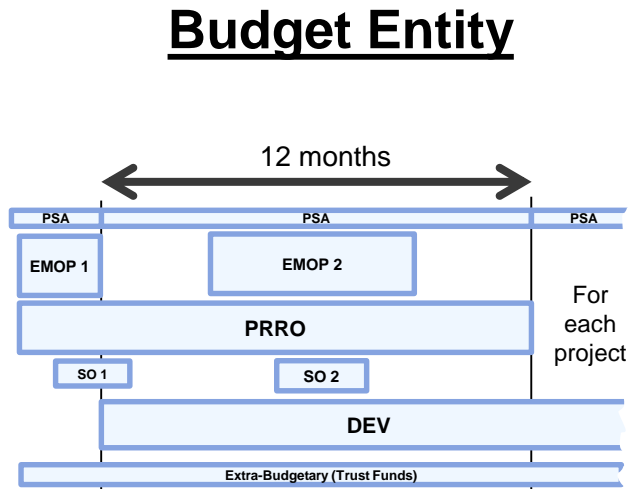 Budget Entity
12 months
PSA PSA PSA
EMOP 1 EMOP 2
For
each
project
PRRO
SO 1 SO 2
DEV
Extra-Budgetary (Trust Funds)